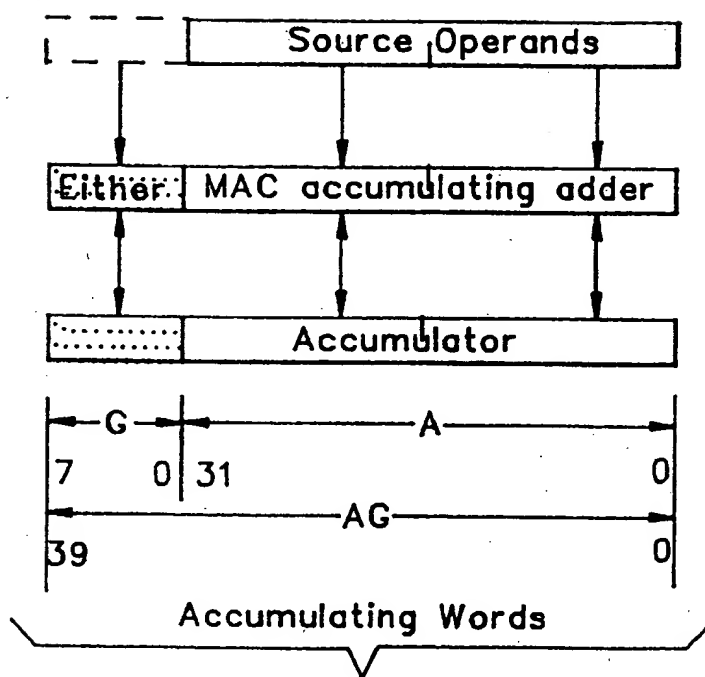 Source Operands
Either MAC accumulating adder
Accumulator
G A
7 0 31 0
AG
39 0
Accumulating Words